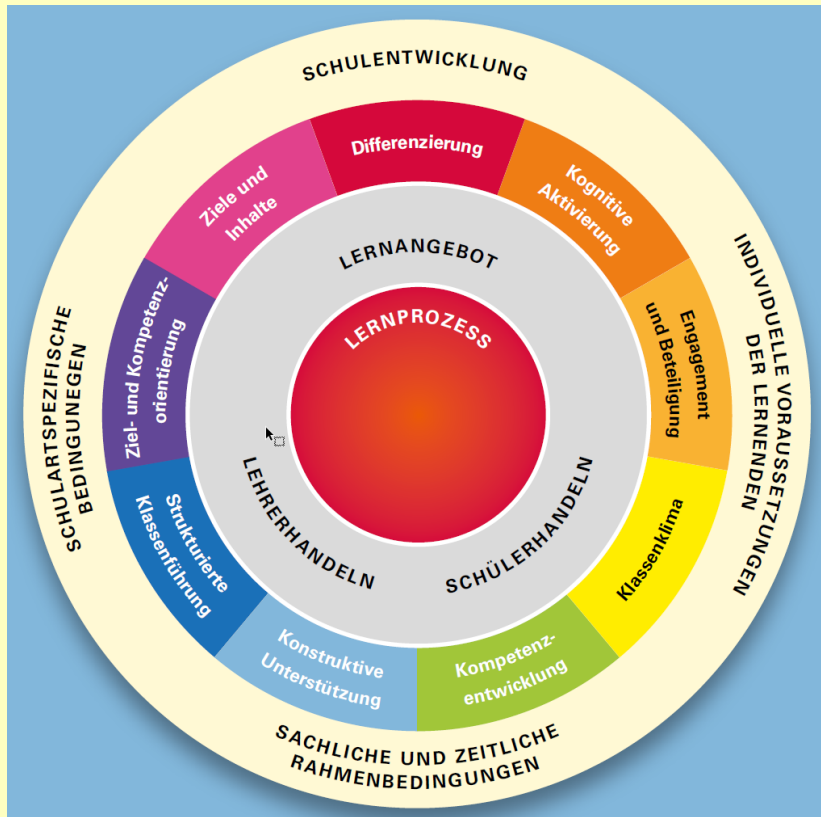 SCHULENTWICKLUNG
Differenzierung
Kognitive
Aktivierung
Engagement
und Beteiligung
Klassenklima
Kompetenz-
entwicklung
Konstruktive
Unterstützung
Strukturierte
Klassenführung
Ziel- und Kompetenz-
orientierung
Ziele und
Inhalte
LERNANGEBOT
LERNPROZESS
SCHÜLERHANDELN
LEHRERHANDELN
INDIVIDUELLE VORAUSSETZUNGEN
DER LERNENDEN
SACHLICHE UND ZEITLICHE
RAHMENBEDINGUNGEN
SCHULARTSPEZIFISCHE
BEDINGUNEGEN